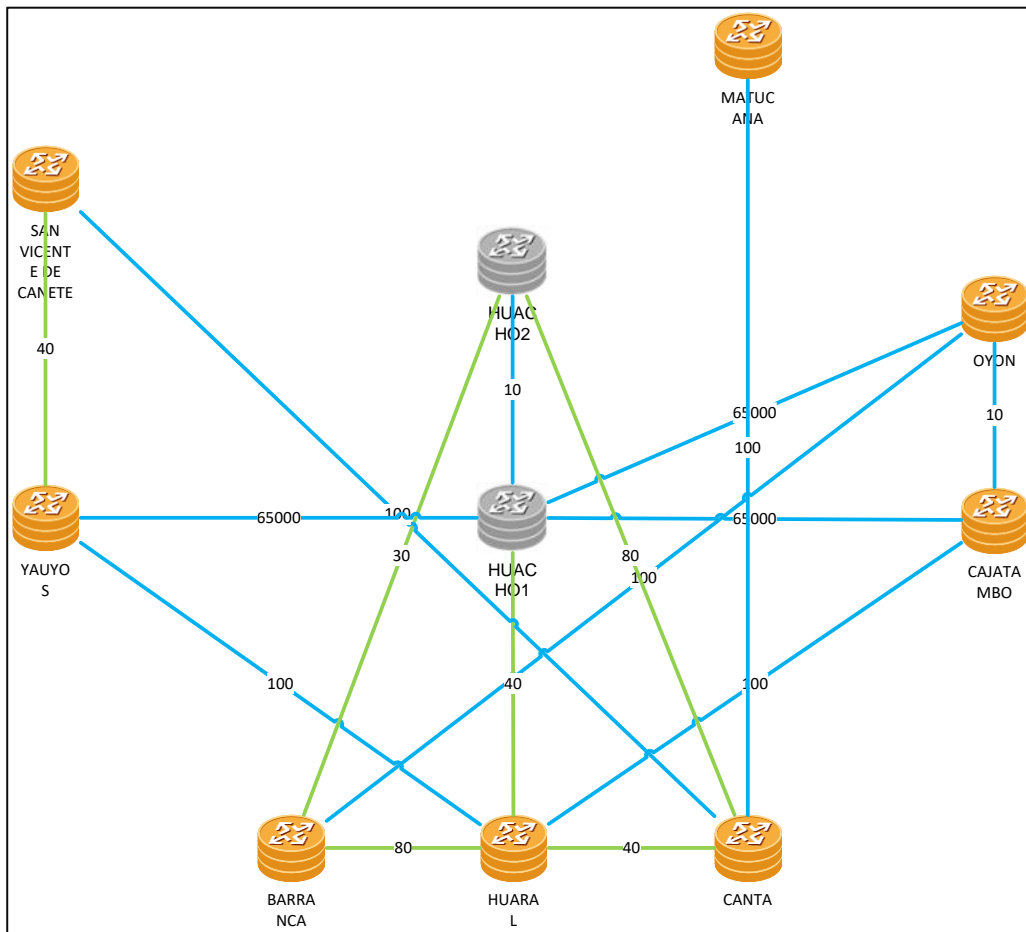 MATUC
ANA
SAN
VICENT
E DE
CANETE
HUAC
HO2
40
OYON
10
65000
10
100
65000
100
65000
30
80
YAUYO
S
HUAC
HO1
100
CAJATA
MBO
100
40
100
80
40
BARRA
NCA
HUARA
L
CANTA